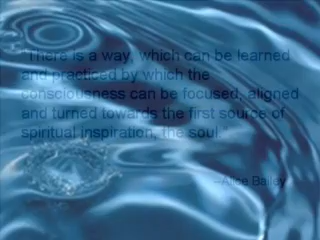 "There is a way, which can be learned
and practiced by which the
consciousness can be focused, aligned
and turned towards the first source of
spiritual inspiration, the soul."
--Alice Bailey